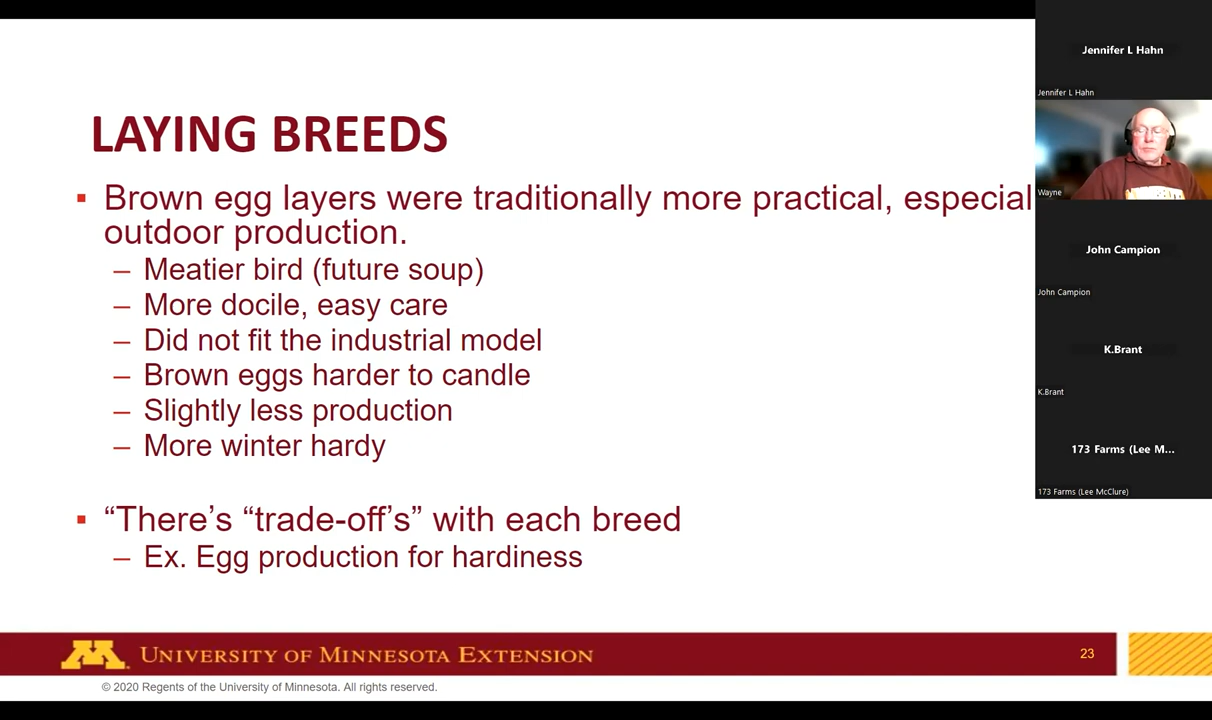 LAYING BREEDS
▪ Brown egg layers were traditionally more practical, especial
outdoor production.
– Meatier bird (future soup)
– More docile, easy care
– Did not fit the industrial model
– Brown eggs harder to candle
– Slightly less production
– More winter hardy
▪ “There’s “trade-off’s” with each breed
– Ex. Egg production for hardiness
M UNIVERSITY OF MINNESOTA EXTENSION
23
© 2020 Regents of the University of Minnesota. All rights reserved.
Jennifer L Hahn
Jennifer L Hahn
Wayne
John Campion
John Campion
K.Brant
K.Brant
173 Farms (Lee M...
173 Farms (Lee McClure)